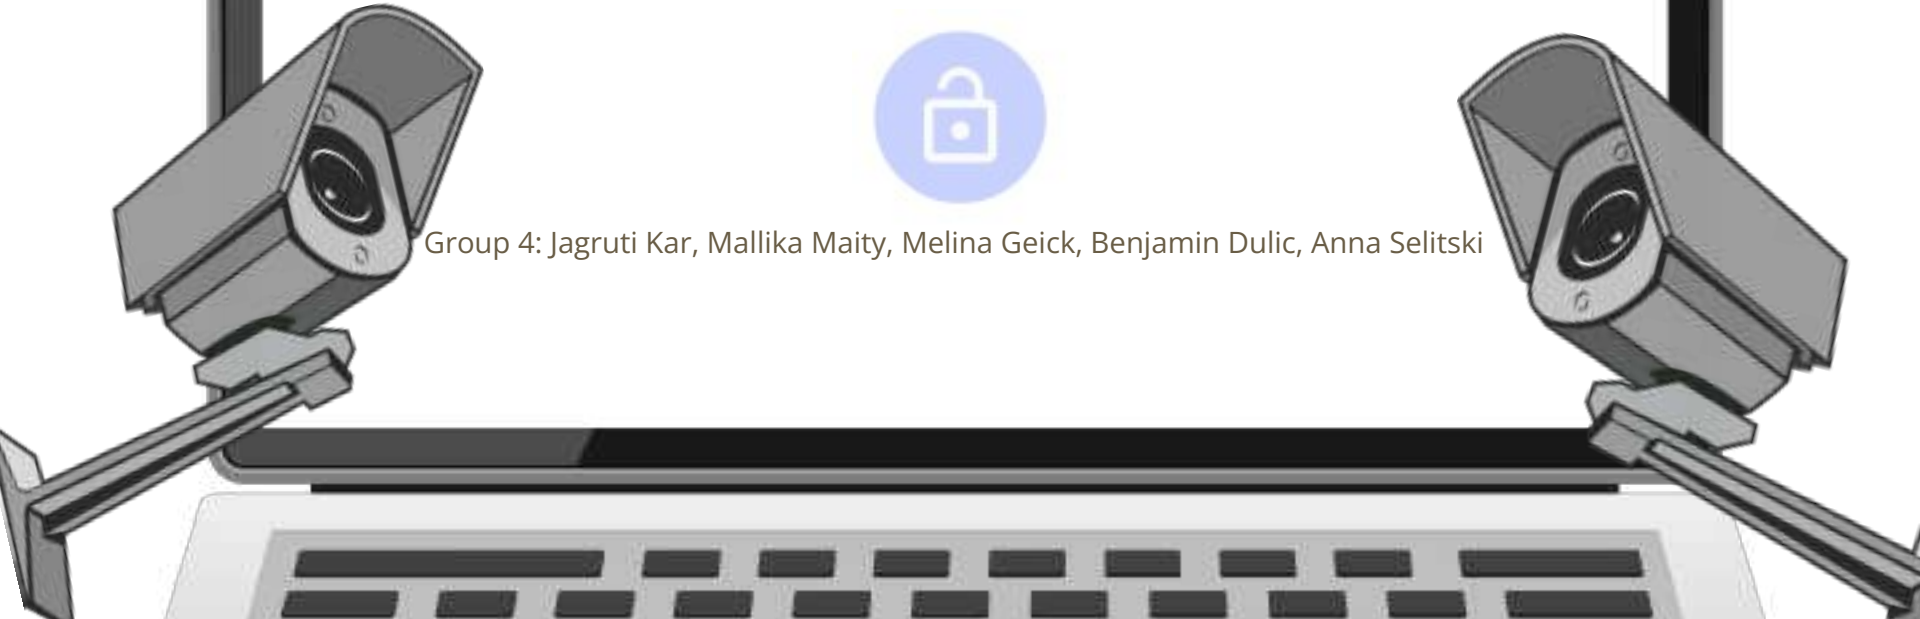 Group 4: Jagruti Kar, Mallika Maity, Melina Geick, Benjamin Dulic, Anna Selitski